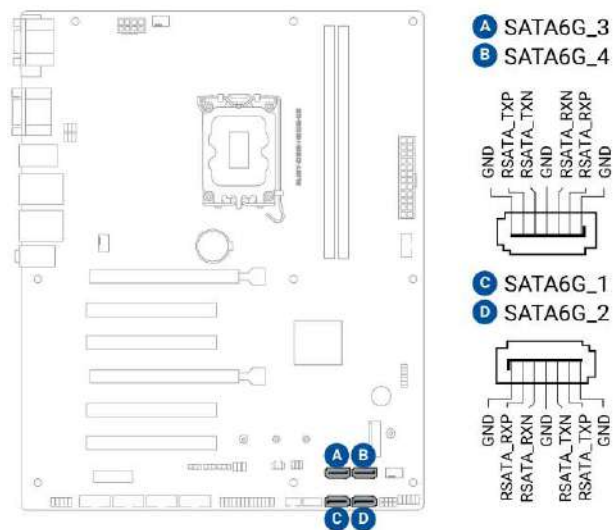 A SATA6G_3
B SATA6G_4
GND
RSATA_TXP
RSATA_TXN
GND
RSATA_RXN
RSATA_RXP
GND
C SATA6G_1
D SATA6G_2
GND
RSATA_RXP
RSATA_RXN
GND
RSATA_TXN
RSATA_TXP
GND
A B
C D